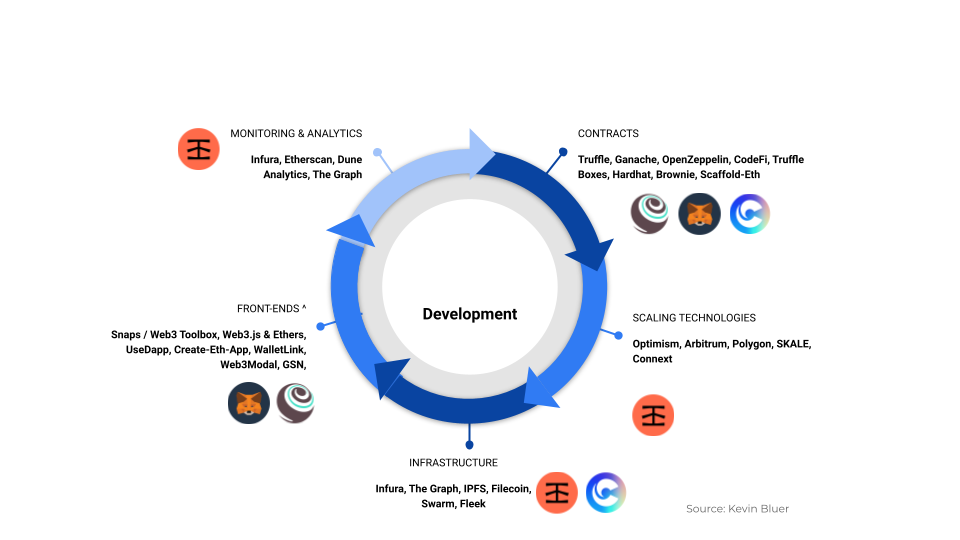 MONITORING & ANALYTICS
Infura, Etherscan, Dune
Analytics, The Graph
CONTRACTS
Truffle, Ganache, OpenZeppelin, CodeFi, Truffle
Boxes, Hardhat, Brownie, Scaffold-Eth
Development
FRONT-ENDS ^
Snaps / Web3 Toolbox, Web3.js & Ethers,
UseDapp, Create-Eth-App, WalletLink,
Web3Modal, GSN,
SCALING TECHNOLOGIES
Optimism, Arbitrum, Polygon, SKALE,
Connext
INFRASTRUCTURE
Infura, The Graph, IPFS, Filecoin,
Swarm, Fleek
Source: Kevin Bluer